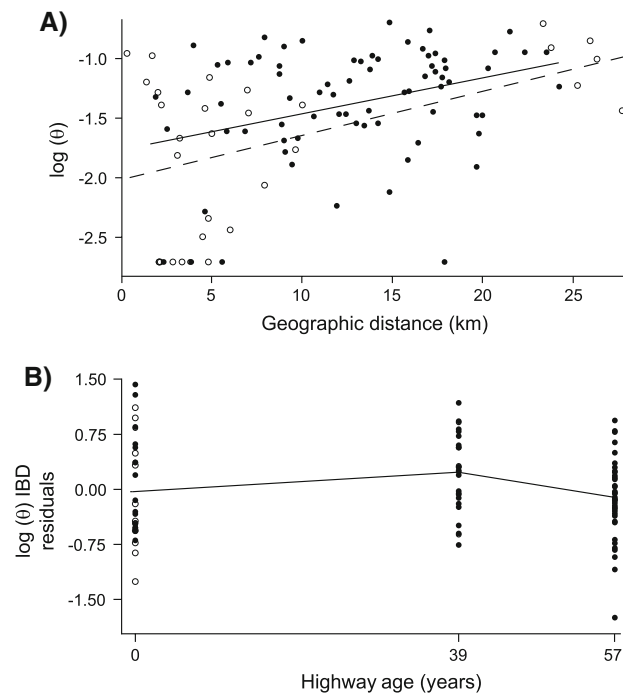 A)
log (θ)
-1.0
-1.5
-2.0
-2.5
0 5 10 15 20 25
Geographic distance (km)
B)
log (θ) IBD
residuals
1.50
0.75
0.00
-0.75
-1.50
0 39 57
Highway age (years)